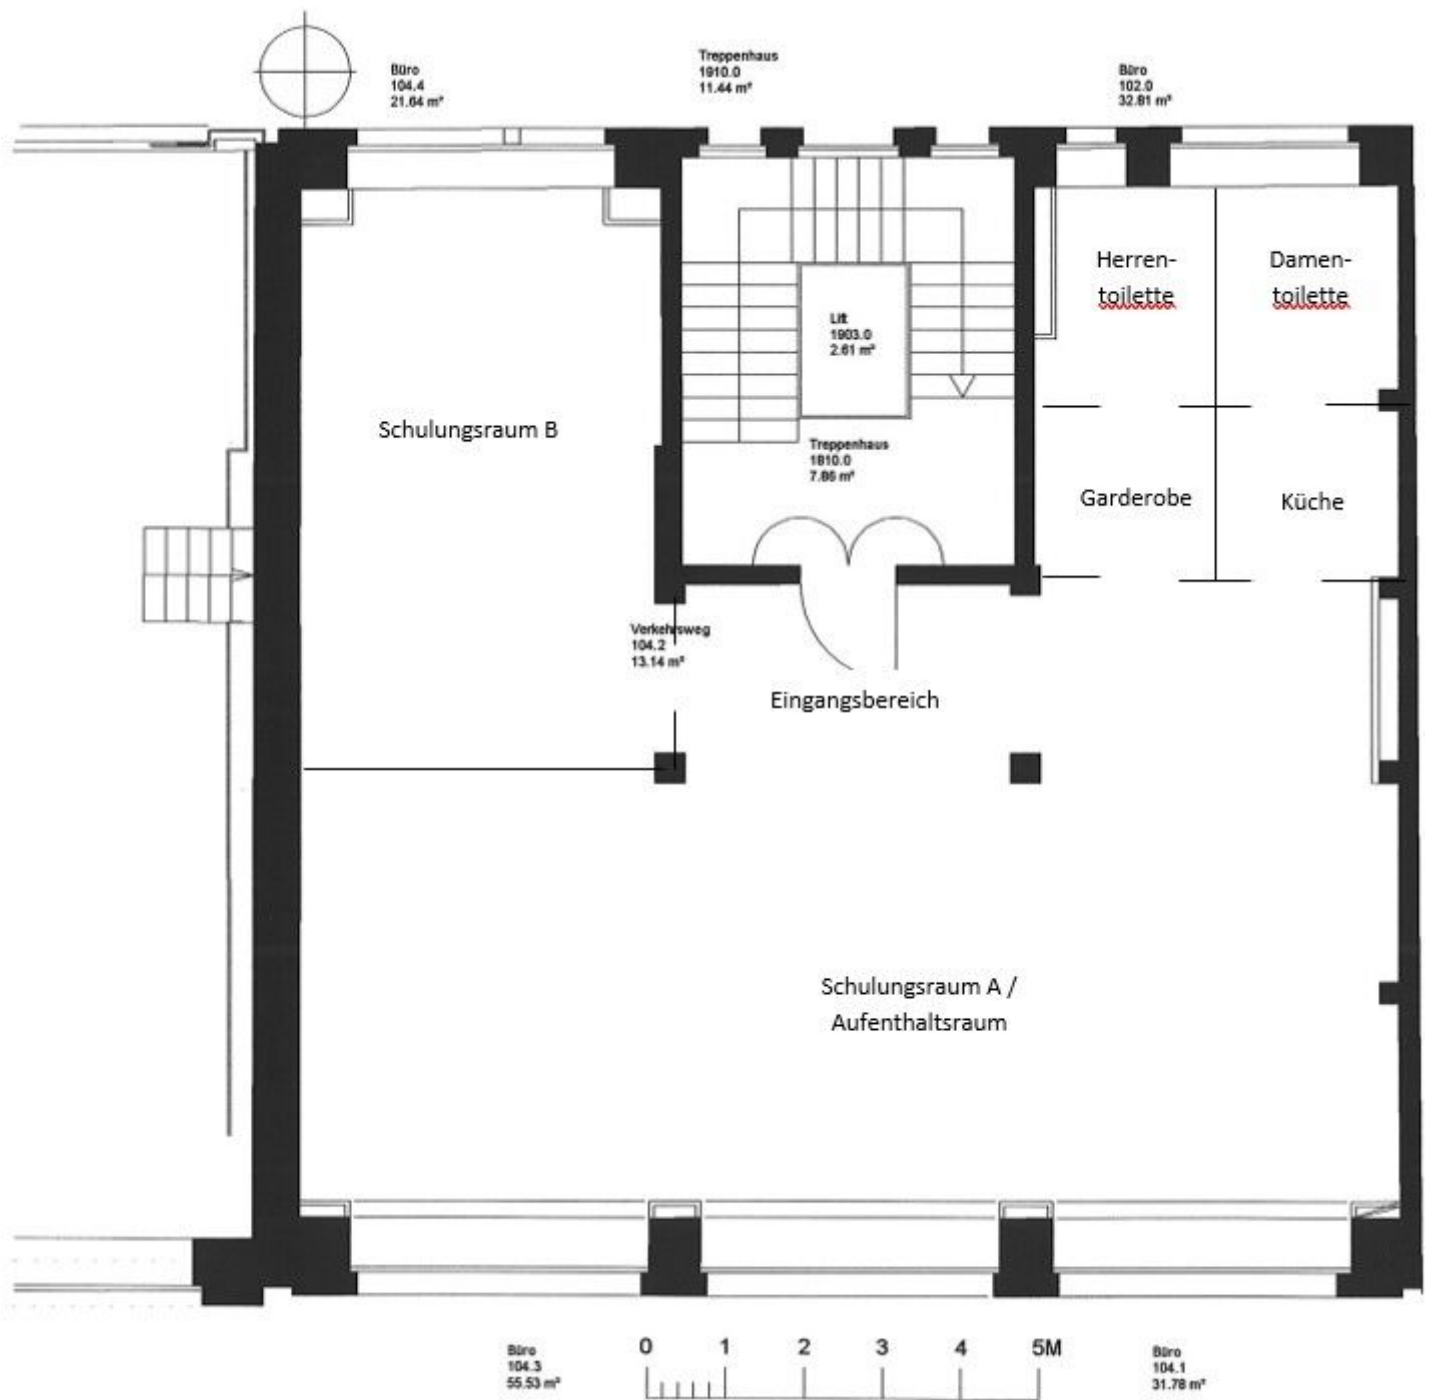 Büro
104.4
21.64 m²
Treppenhaus
1910.0
11.44 m²
Büro
102.0
32.81 m²
Herren-
toilette
Damen-
toilette
Lift
1903.0
2.61 m²
Schulungsraum B
Treppenhaus
1810.0
7.86 m²
Garderobe
Küche
Verkehrsweg
104.2
13.14 m²
Eingangsbereich
Schulungsraum A /
Aufenthaltsraum
Büro
104.3
55.53 m²
0 1 2 3 4 5M
Büro
104.1
31.78 m²